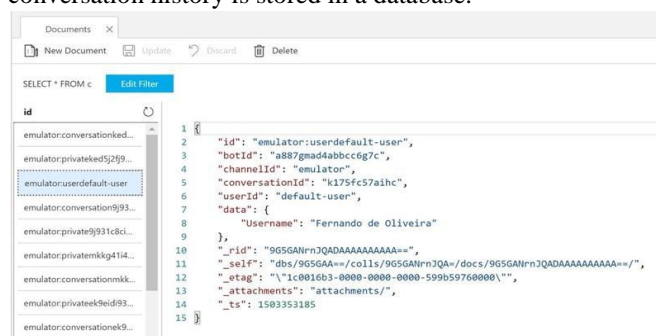 conversation history is stored in a database.
Documents
New Document Update Discard Delete
SELECT * FROM c Edit Filter
id
emulator:conversationked...
emulator:privateked5j2fj9...
emulator:userdefault-user
emulator:conversation9j93...
emulator:private9j931c8ci...
emulator:privatemkkg41i4...
emulator:conversationmkk...
emulator:privateek9eidi93...
emulator:conversationek9...
1 {
2 "id": "emulator:userdefault-user",
3 "botId": "a887gmad4abbcc6g7c",
4 "channelId": "emulator",
5 "conversationId": "k175fc57aihc",
6 "userId": "default-user",
7 "data": {
8 "Username": "Fernando de Oliveira"
9 },
10 "_rid": "9G5GANrnJQADAAAAAAAAAA==",
11 "_self": "dbs/9G5GAA==/colls/9G5GANrnJQA=/docs/9G5GANrnJQADAAAAAAAAAA==/",
12 "_etag": "\"1c0016b3-0000-0000-0000-599b59760000\"",
13 "_attachments": "attachments/",
14 "_ts": 1503353185
15 }